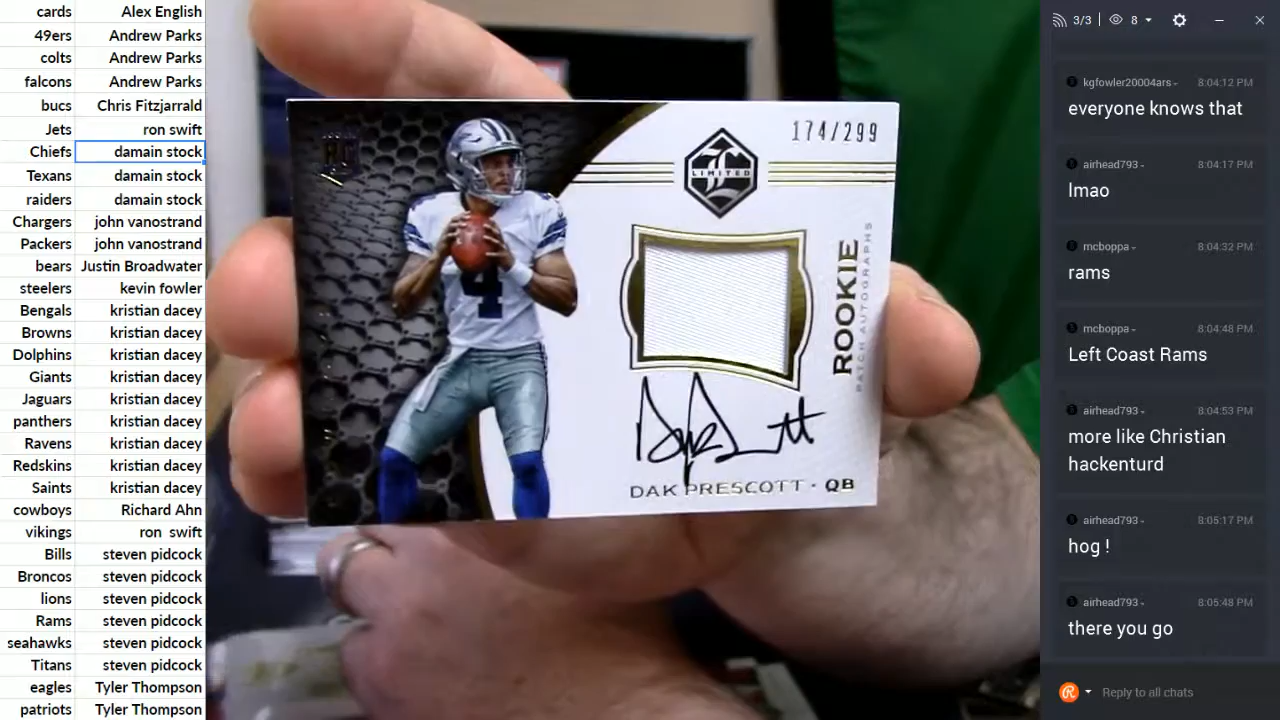 cards Alex English
49ers Andrew Parks
colts Andrew Parks
falcons Andrew Parks
bucs Chris Fitzjarrald
Jets ron swift
Chiefs damain stock
Texans damain stock
raiders damain stock
Chargers john vanostrand
Packers john vanostrand
bears Justin Broadwater
steelers kevin fowler
Bengals kristian dacey
Browns kristian dacey
Dolphins kristian dacey
Giants kristian dacey
Jaguars kristian dacey
panthers kristian dacey
Ravens kristian dacey
Redskins kristian dacey
Saints kristian dacey
cowboys Richard Ahn
vikings ron swift
Bills steven pidcock
Broncos steven pidcock
lions steven pidcock
Rams steven pidcock
seahawks steven pidcock
Titans steven pidcock
eagles Tyler Thompson
patriots Tyler Thompson
RC
174/299
LIMITED
4
ROOKIE
PATCH AUTOGRAPHS
DAK PRESCOTT · QB
3/3 8
kgfowler20004ars 8:04:12 PM
everyone knows that
airhead793 8:04:17 PM
lmao
mcboppa 8:04:32 PM
rams
mcboppa 8:04:48 PM
Left Coast Rams
airhead793 8:04:53 PM
more like Christian
hackenturd
airhead793 8:05:17 PM
hog !
airhead793 8:05:48 PM
there you go
Reply to all chats